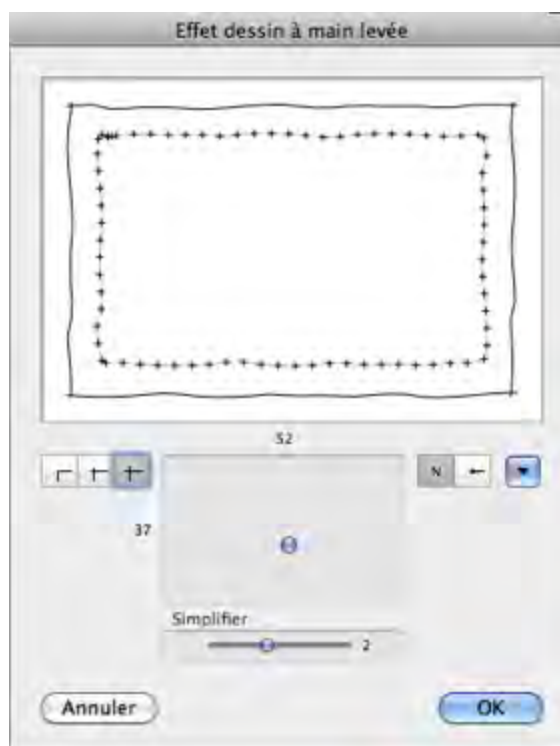 Effet dessin à main levée
52
N
37
Simplifier
2
Annuler
OK